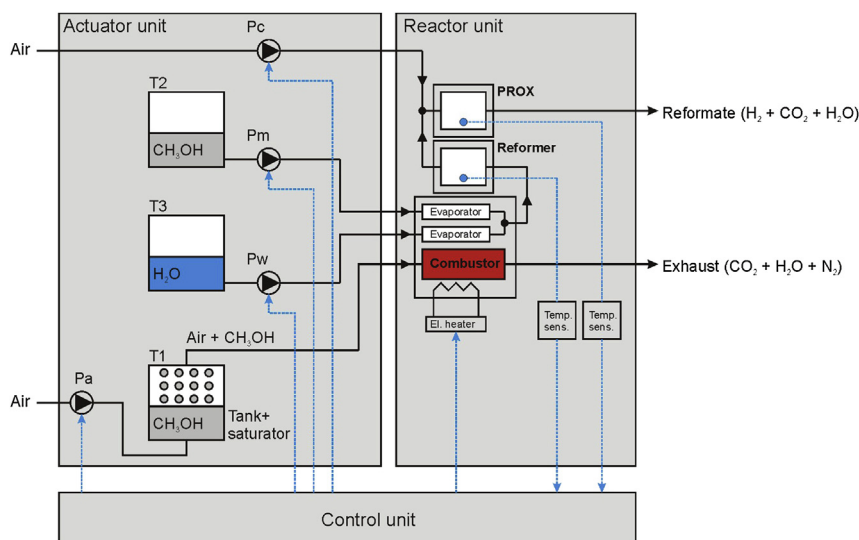 Actuator unit
Reactor unit
Pc
Air
T2
CH₃OH
Pm
PROX
Reformate (H₂ + CO₂ + H₂O)
Reformer
T3
H₂O
Pw
Evaporator
Evaporator
Combustor
Exhaust (CO₂ + H₂O + N₂)
El. heater
Temp.
sens.
Temp.
sens.
Air + CH₃OH
T1
Pa
Air
CH₃OH
Tank+
saturator
Control unit